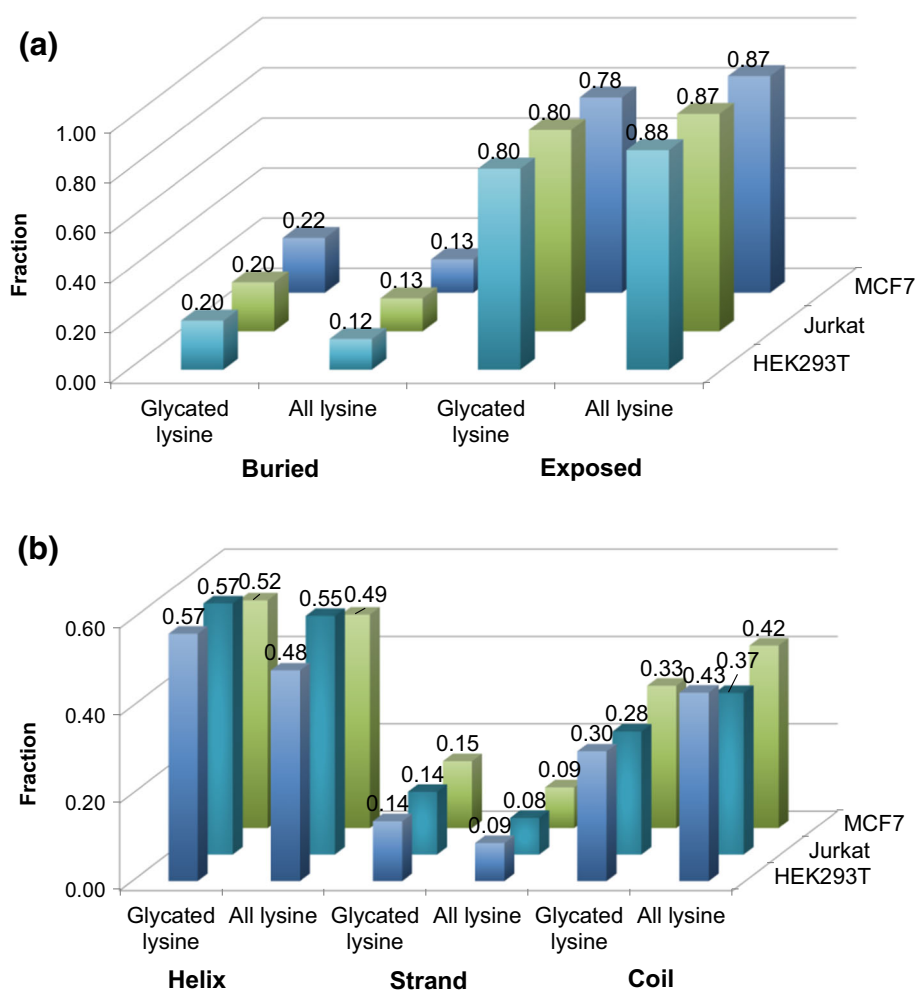 (a)
1.00
0.80
0.60
0.40
0.20
0.00
Fraction
0.20
0.20
0.22
0.12
0.13
0.13
0.80
0.80
0.78
0.88
0.87
0.87
MCF7
Jurkat
HEK293T
Glycated lysine
All lysine
Glycated lysine
All lysine
Buried
Exposed
(b)
0.60
0.40
0.20
0.00
Fraction
0.57
0.57
0.52
0.48
0.55
0.49
0.14
0.14
0.15
0.09
0.08
0.09
0.30
0.28
0.33
0.43
0.37
0.42
MCF7
Jurkat
HEK293T
Glycated lysine
All lysine
Glycated lysine
All lysine
Glycated lysine
All lysine
Helix
Strand
Coil